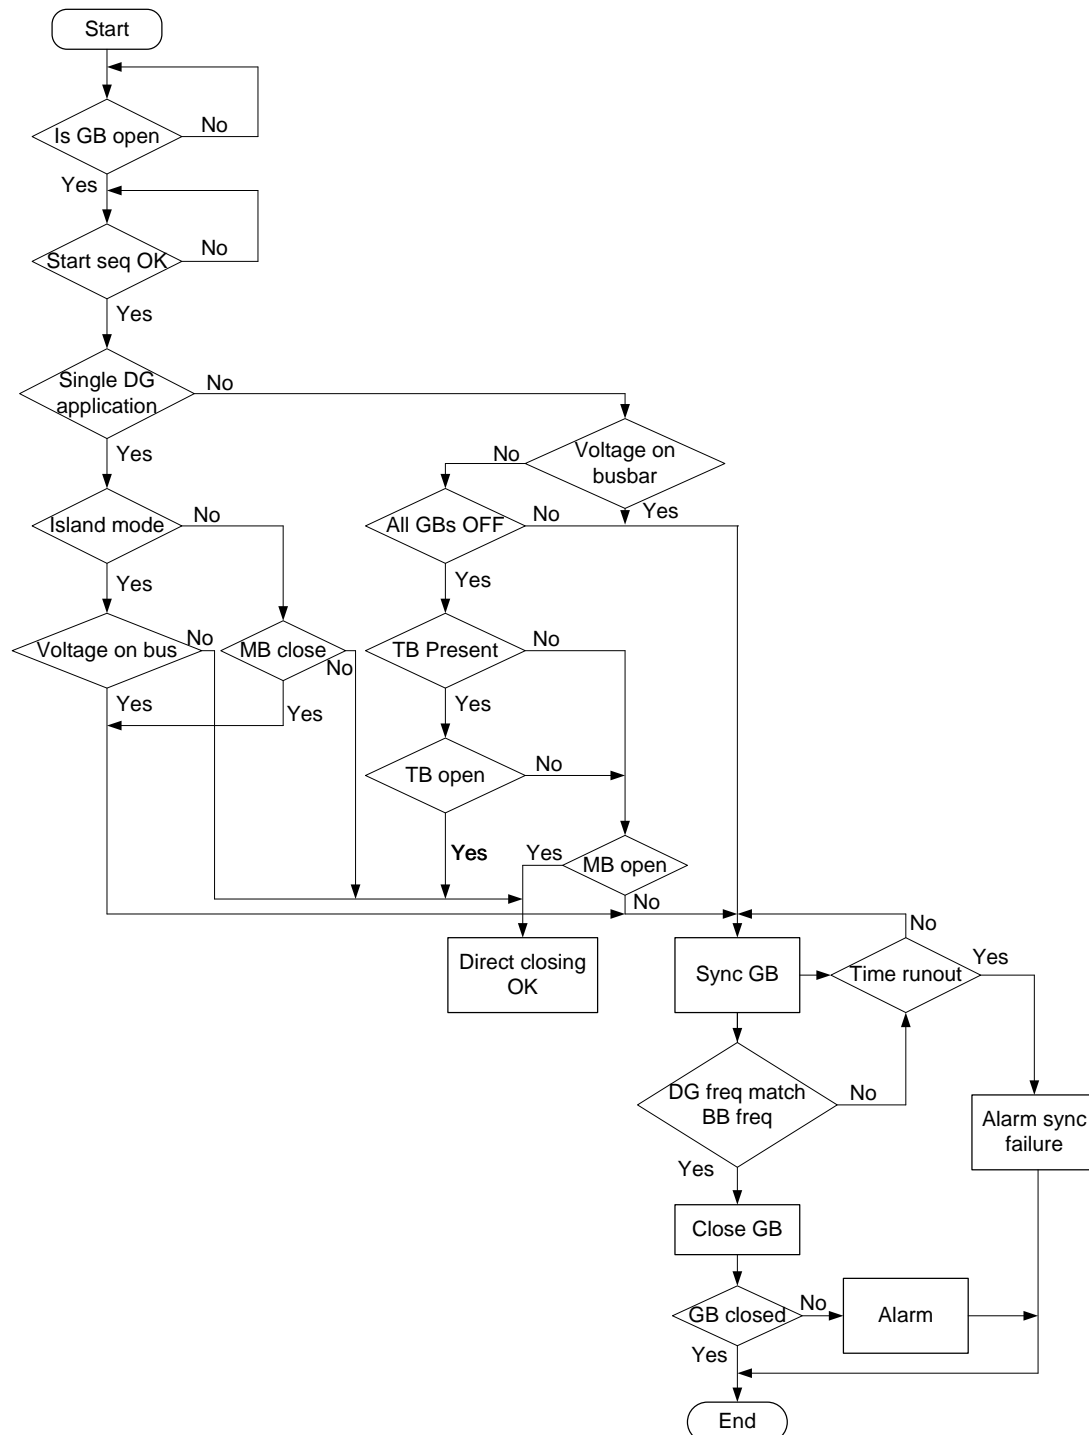 Start
No
Is GB open
Yes
No
Start seq OK
Yes
Single DG
application
No
Yes
Voltage on
busbar
No
Yes
Island mode
No
All GBs OFF
No
Yes
Yes
Voltage on bus
No
MB close
No
TB Present
No
Yes
Yes
Yes
TB open
No
Yes
MB open
Yes
No
Direct closing
OK
Sync GB
Time runout
No
Yes
DG freq match
BB freq
No
Alarm sync
failure
Yes
Close GB
GB closed
No
Alarm
Yes
End